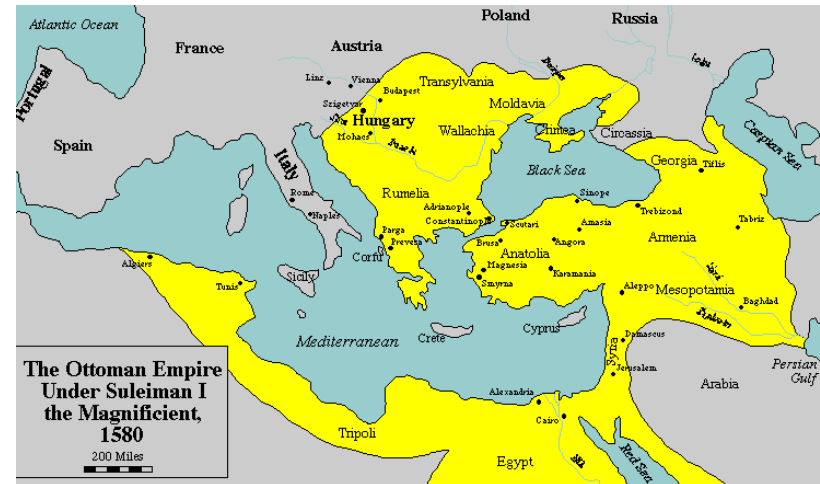 Atlantic Ocean
Poland
Russia
France
Austria
Portugal
Linz
Vienna
Transylvania
Budapest
Szigetvar
Hungary
Moldavia
Mohacs
Wallachia
Crimea
Circassia
Caspian Sea
Spain
Italy
Black Sea
Georgia
Tiflis
Rome
Naples
Rumelia
Adrianople
Constantinople
Scutari
Sinope
Trebizond
Amasia
Tabriz
Parga
Preveza
Corfu
Brusa
Angora
Anatolia
Armenia
Magnesia
Karamania
Smyrna
Algiers
Tunis
Sicily
Aleppo
Mesopotamia
Baghdad
Mediterranean
Crete
Cyprus
Syria
Damascus
Jerusalem
Persian
Gulf
Arabia
Alexandria
Cairo
Tripoli
Egypt
Nile
Red Sea
The Ottoman Empire
Under Suleiman I
the Magnificient,
1580
200 Miles